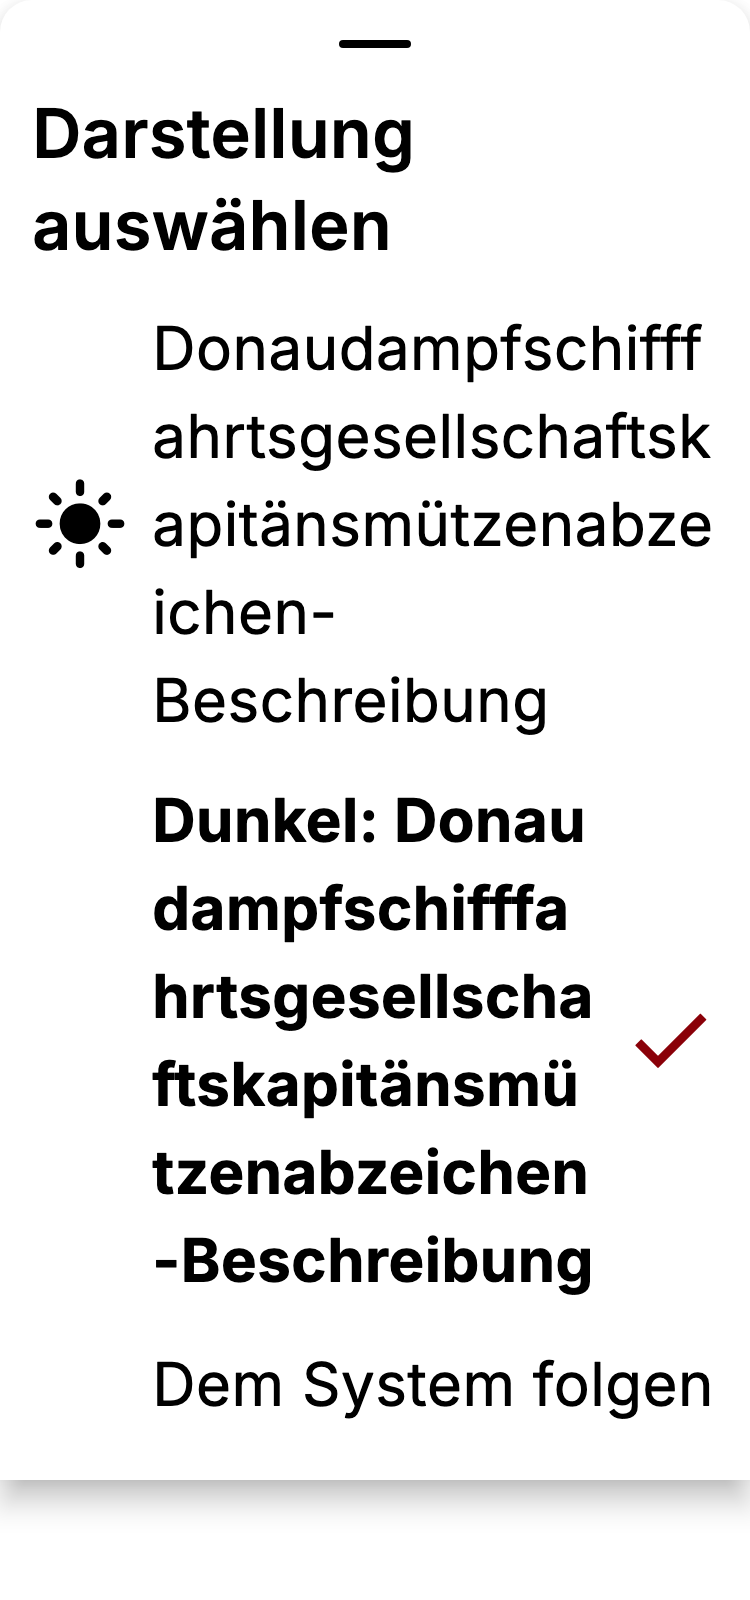 Darstellung
auswählen
Donaudampfschifff
ahrtsgesellschaftsk
apitänsmützenabze
ichen-
Beschreibung
Dunkel: Donau
dampfschifffa
hrtsgesellscha
ftskapitänsmü
tzenabzeichen
-Beschreibung
Dem System folgen